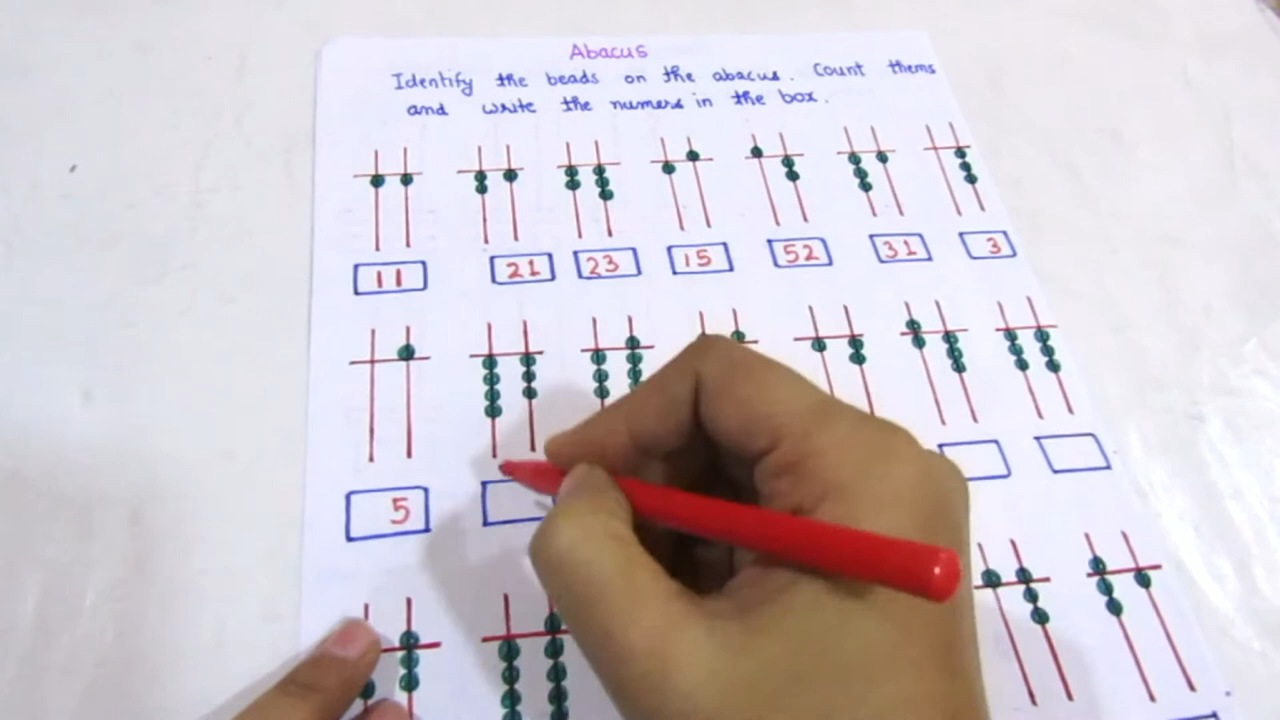 Abacus
Identify the beads on the abacus. Count thems
and write the numers in the box.
11 21 23 15 52 31 3
5